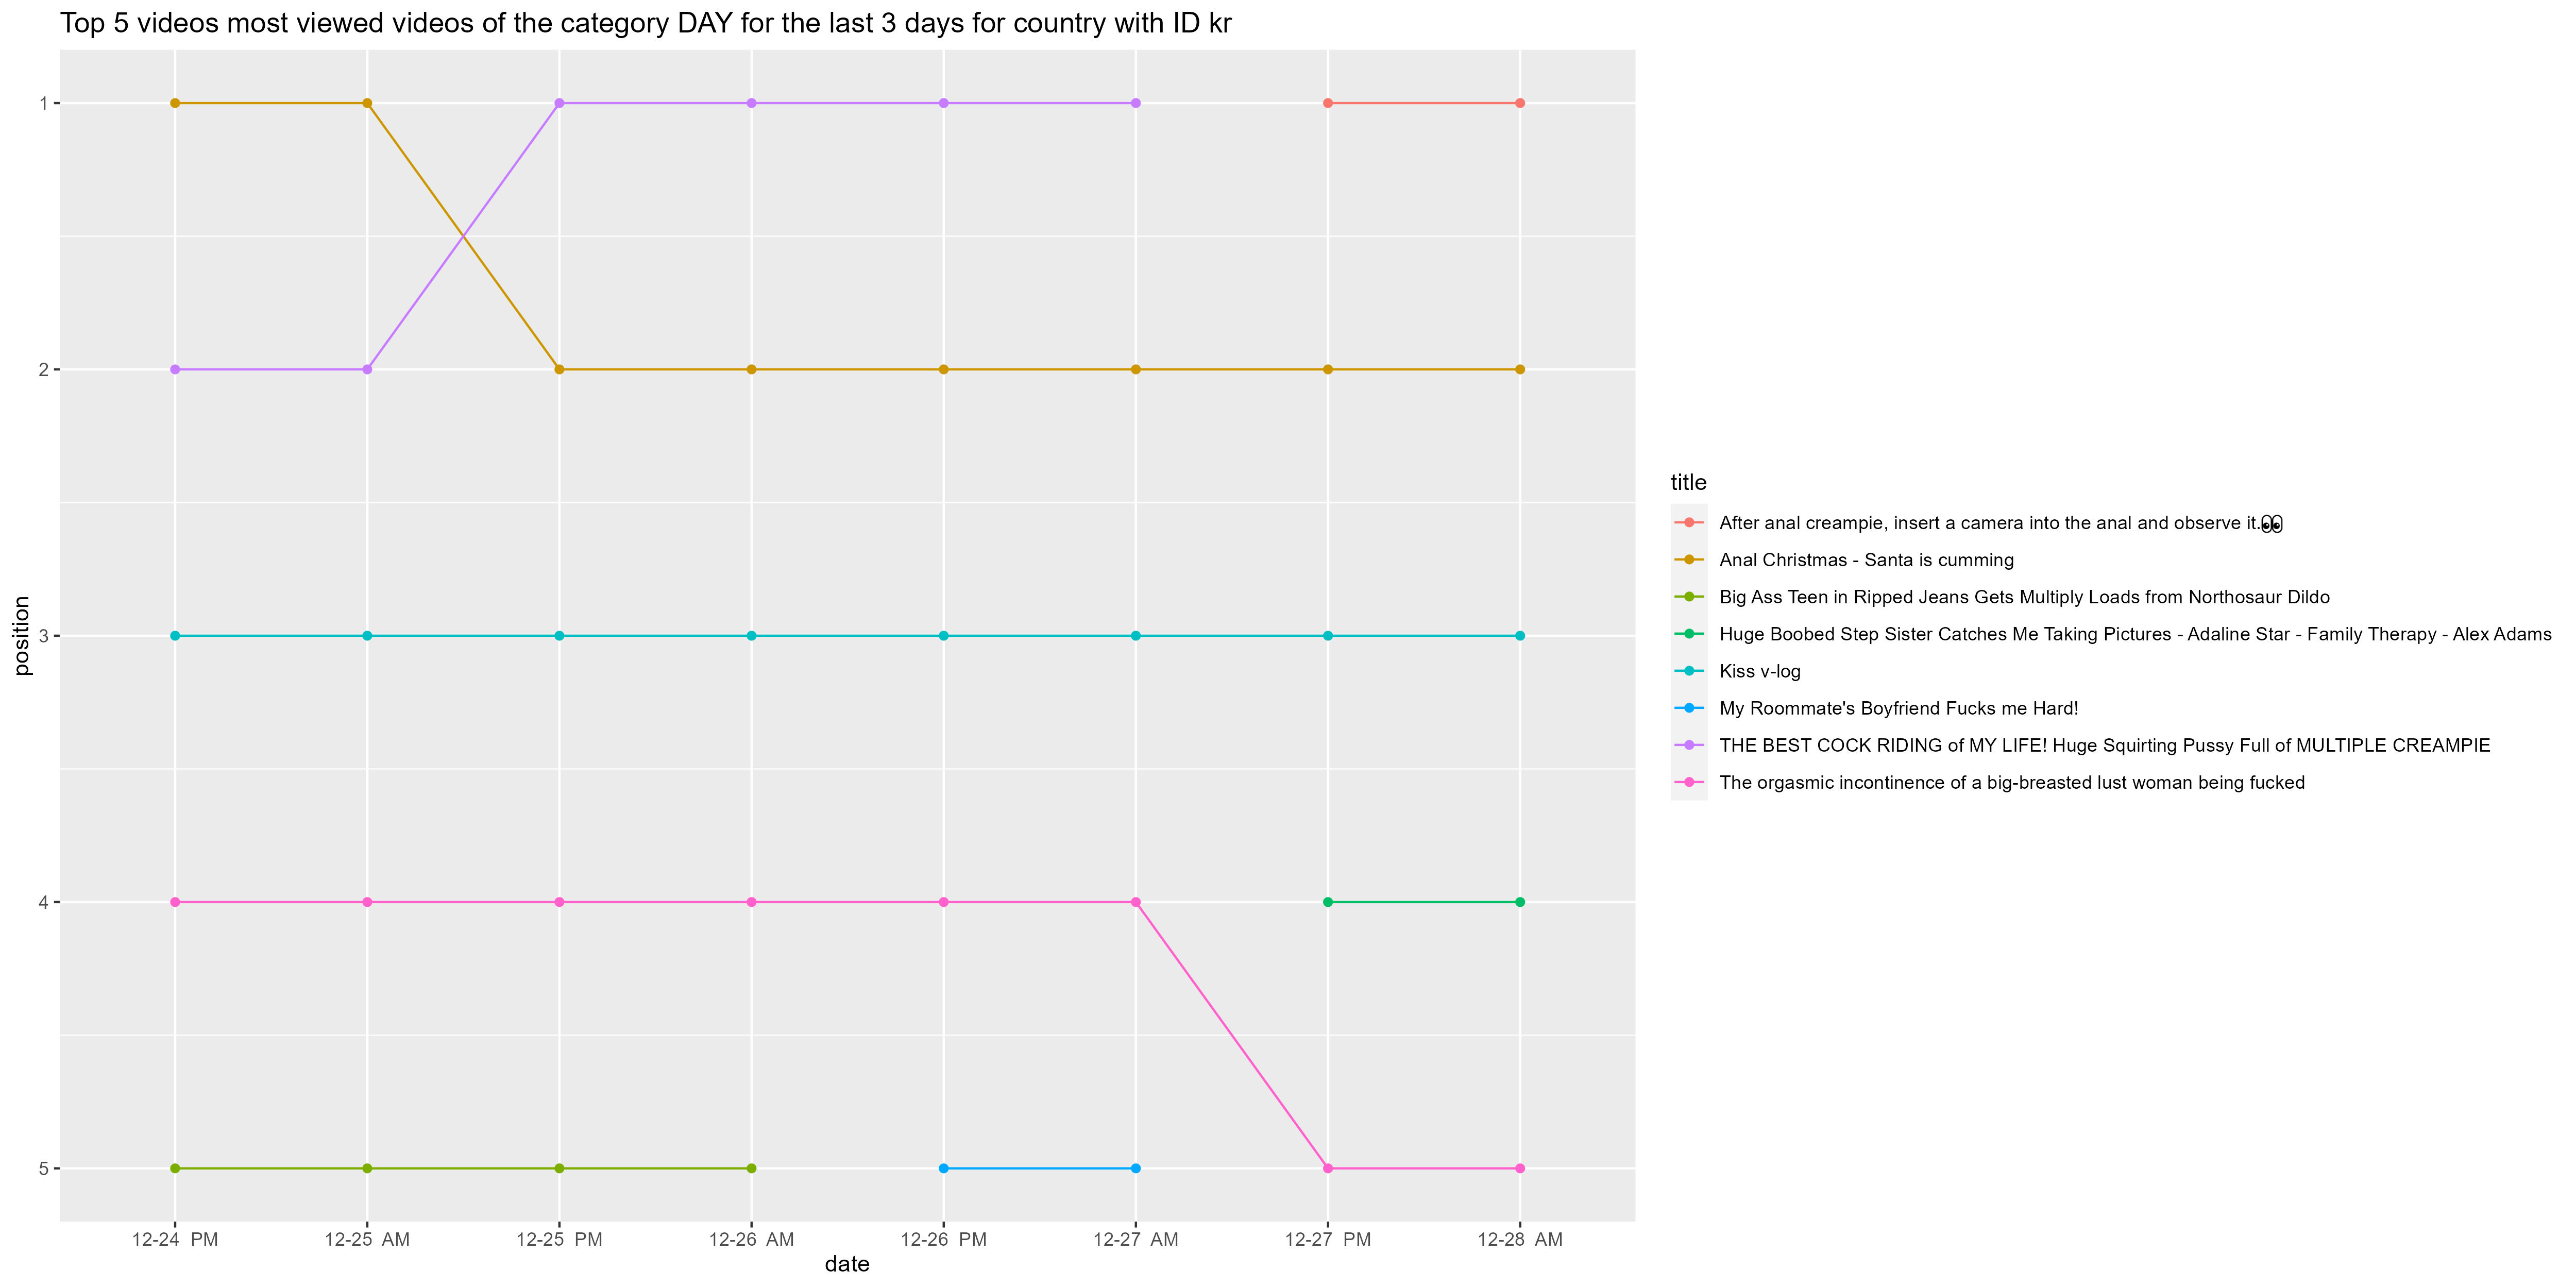 Top 5 videos most viewed videos of the category DAY for the last 3 days for country with ID kr
1
2
3
4
5
position
12-24 PM
12-25 AM
12-25 PM
12-26 AM
12-26 PM
12-27 AM
12-27 PM
12-28 AM
date
title
After anal creampie, insert a camera into the anal and observe it.👀
Anal Christmas - Santa is cumming
Big Ass Teen in Ripped Jeans Gets Multiply Loads from Northosaur Dildo
Huge Boobed Step Sister Catches Me Taking Pictures - Adaline Star - Family Therapy - Alex Adams
Kiss v-log
My Roommate's Boyfriend Fucks me Hard!
THE BEST COCK RIDING of MY LIFE! Huge Squirting Pussy Full of MULTIPLE CREAMPIE
The orgasmic incontinence of a big-breasted lust woman being fucked